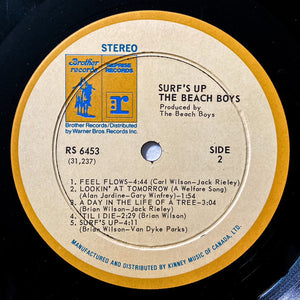 STEREO
Brother
records
REPRISE
RECORDS
Brother Records/Distributed
by Warner Bros. Records Inc.
SURF'S UP
THE BEACH BOYS
Produced by
The Beach Boys
RS 6453
(31,237)
SIDE
2
1. FEEL FLOWS-4:44 (Carl Wilson-Jack Rieley)
2. LOOKIN' AT TOMORROW (A Welfare Song)
(Alan Jardine-Gary Winfrey)-1:54
3. A DAY IN THE LIFE OF A TREE-3:04
(Brian Wilson-Jack Rieley)
4. 'TIL I DIE-2:29 (Brian Wilson)
5. SURF'S UP-4:11
(Brian Wilson-Van Dyke Parks)
MANUFACTURED AND DISTRIBUTED BY KINNEY MUSIC OF CANADA, LTD.